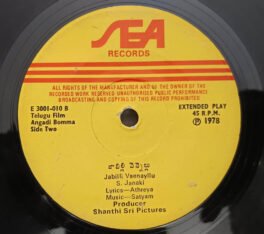 SEA
RECORDS
ALL RIGHTS OF THE MANUFACTURER AND OF THE OWNER OF THE
RECORDED WORK RESERVED UNAUTHORISED PUBLIC PERFORMANCE
BROADCASTING AND COPYING OF THIS RECORD PROHIBITED
E 3001-010 B
Telugu Film
Angadi Bomma
Side Two
EXTENDED PLAY
45 R.P.M.
℗ 1978
జాబిల్లి వెన్నెల్లు
Jabilli Vaenayllu
S. Janaki
Lyrics—Athreya
Music—Satyam
Producer
Shanthi Sri Pictures